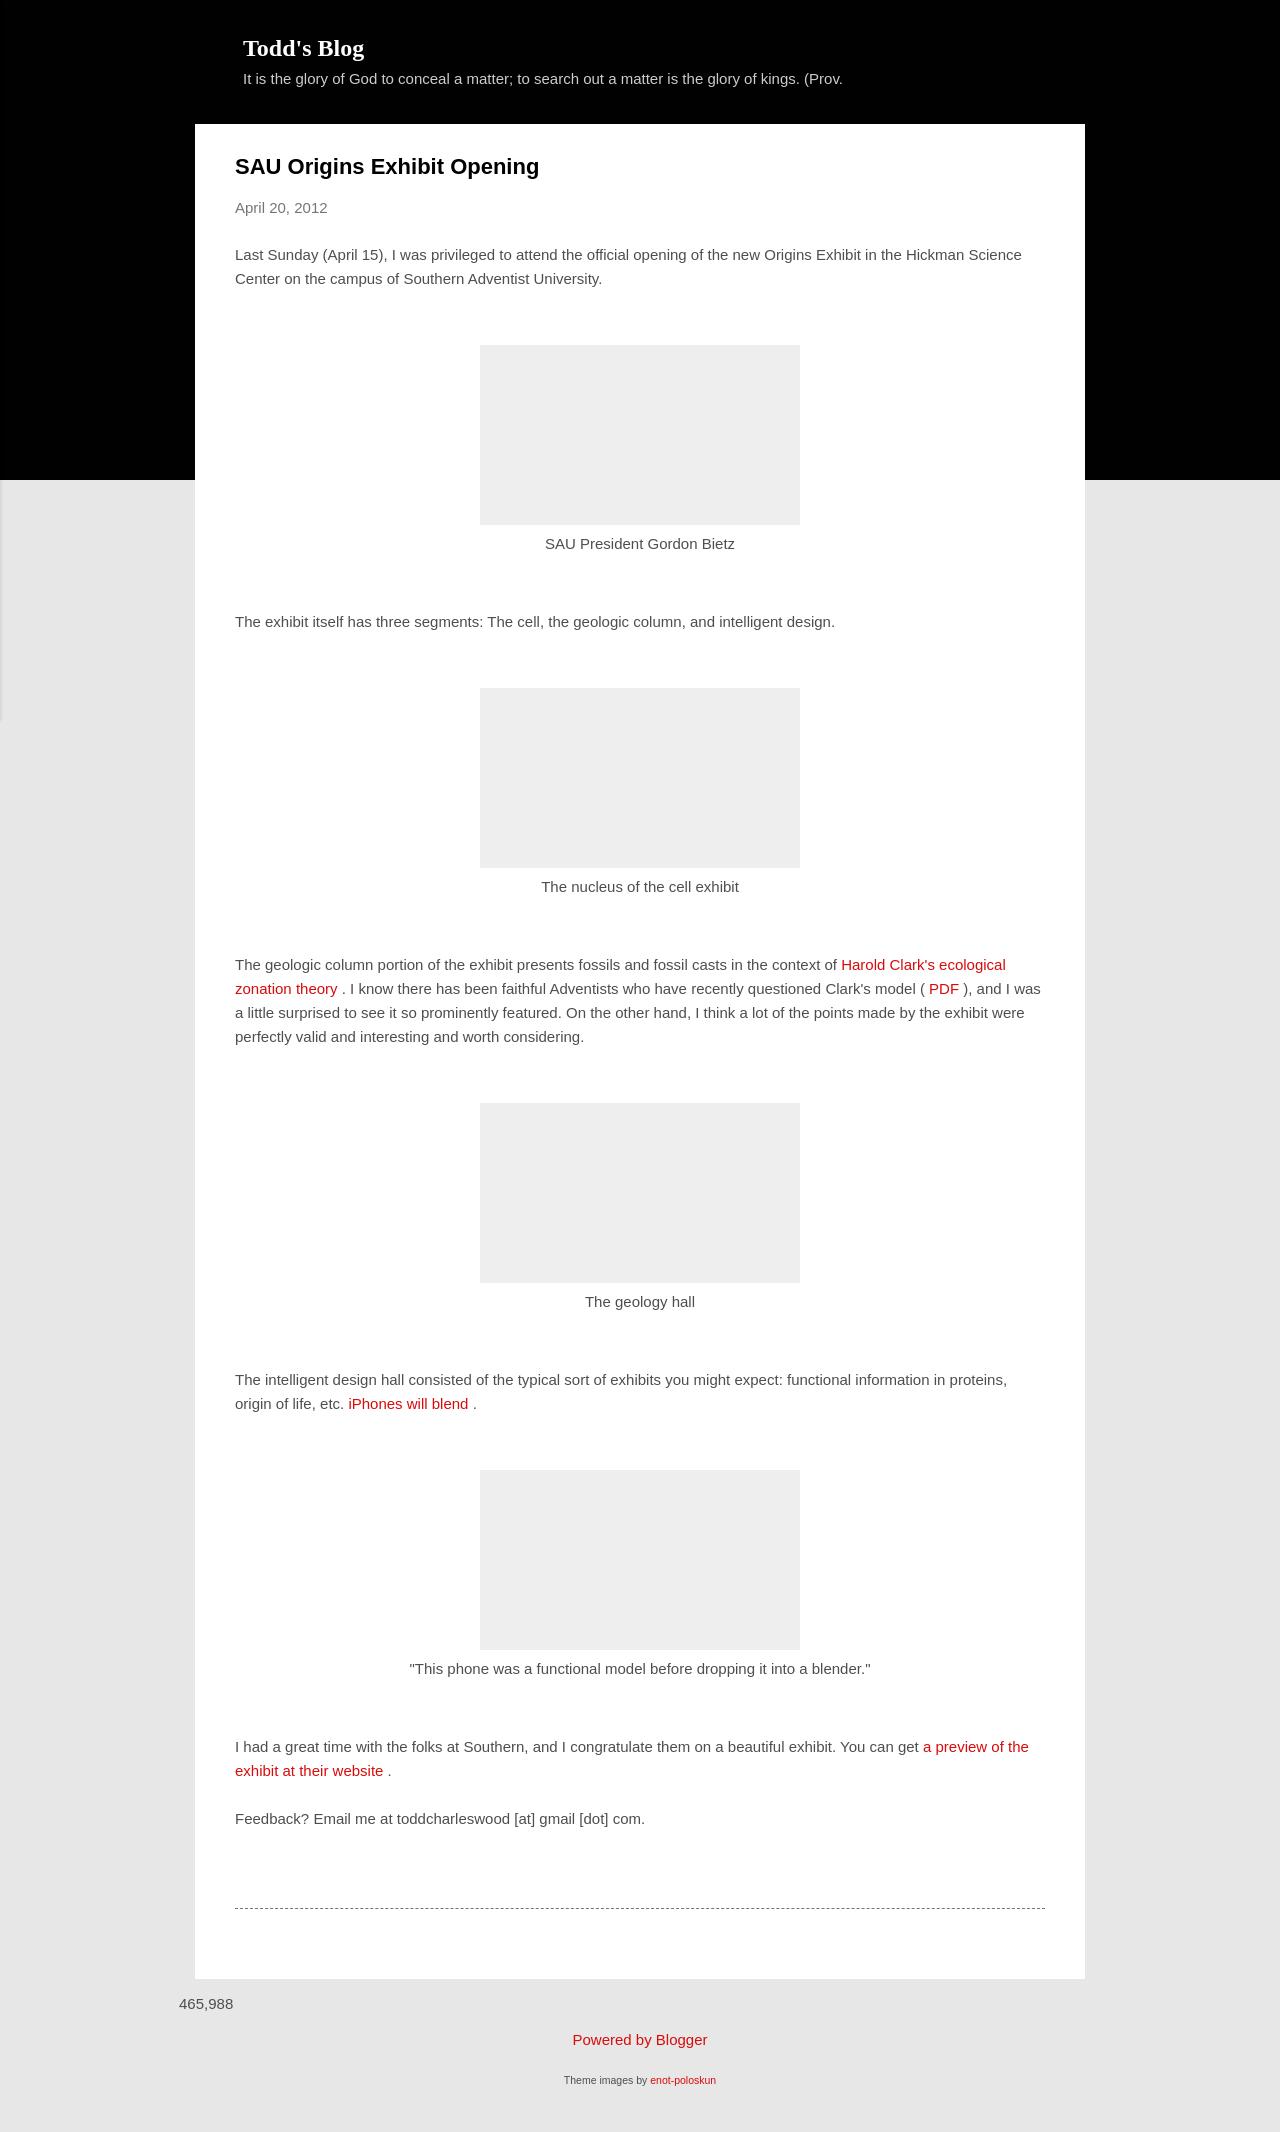 Todd's Blog
It is the glory of God to conceal a matter; to search out a matter is the glory of kings. (Prov.
SAU Origins Exhibit Opening
April 20, 2012
Last Sunday (April 15), I was privileged to attend the official opening of the new Origins Exhibit in the Hickman Science
Center on the campus of Southern Adventist University.
SAU President Gordon Bietz
The exhibit itself has three segments: The cell, the geologic column, and intelligent design.
The nucleus of the cell exhibit
The geologic column portion of the exhibit presents fossils and fossil casts in the context of Harold Clark's ecological
zonation theory . I know there has been faithful Adventists who have recently questioned Clark's model ( PDF ), and I was
a little surprised to see it so prominently featured. On the other hand, I think a lot of the points made by the exhibit were
perfectly valid and interesting and worth considering.
The geology hall
The intelligent design hall consisted of the typical sort of exhibits you might expect: functional information in proteins,
origin of life, etc. iPhones will blend .
"This phone was a functional model before dropping it into a blender."
I had a great time with the folks at Southern, and I congratulate them on a beautiful exhibit. You can get a preview of the
exhibit at their website .
Feedback? Email me at toddcharleswood [at] gmail [dot] com.
465,988
Powered by Blogger
Theme images by enot-poloskun